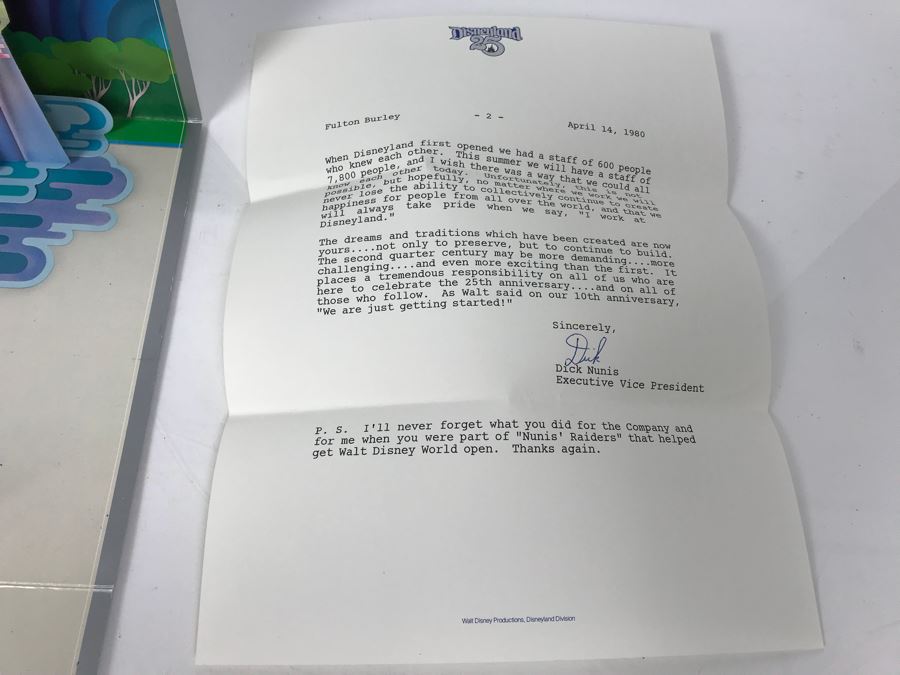 Disneyland
25
Fulton Burley - 2 - April 14, 1980
When Disneyland first opened we had a staff of 600 people
who knew each other. This summer we will have a staff of
7,800 people, and I wish there was a way that we could all
know each other today. Unfortunately, this is not
possible, but hopefully, no matter where we work we will
never lose the ability to collectively continue to create
happiness for people from all over the world, and that we
will always take pride when we say, "I work at
Disneyland."
The dreams and traditions which have been created are now
yours....not only to preserve, but to continue to build.
The second quarter century may be more demanding....more
challenging....and even more exciting than the first. It
places a tremendous responsibility on all of us who are
here to celebrate the 25th anniversary....and on all of
those who follow. As Walt said on our 10th anniversary,
"We are just getting started!"
Sincerely,
Dick
Dick Nunis
Executive Vice President
P. S. I'll never forget what you did for the Company and
for me when you were part of "Nunis' Raiders" that helped
get Walt Disney World open. Thanks again.
Walt Disney Productions, Disneyland Division